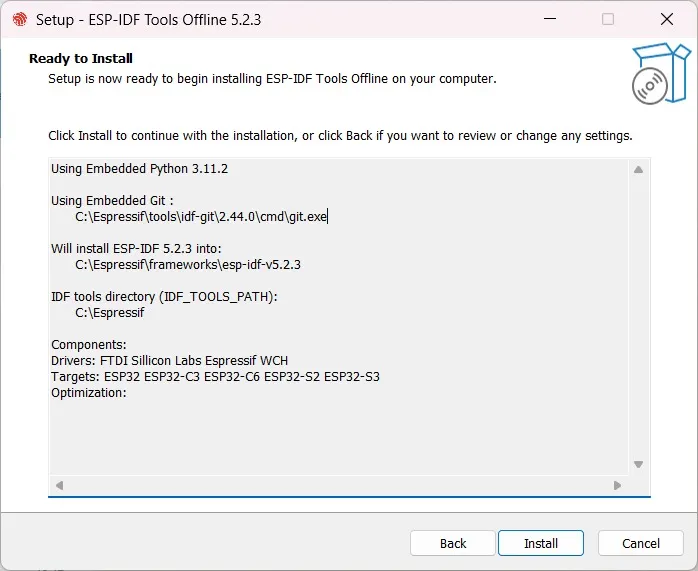 Setup - ESP-IDF Tools Offline 5.2.3
Ready to Install
Setup is now ready to begin installing ESP-IDF Tools Offline on your computer.
Click Install to continue with the installation, or click Back if you want to review or change any settings.
Using Embedded Python 3.11.2
Using Embedded Git :
C:\Espressif\tools\idf-git\2.44.0\cmd\git.exe
Will install ESP-IDF 5.2.3 into:
C:\Espressif\frameworks\esp-idf-v5.2.3
IDF tools directory (IDF_TOOLS_PATH):
C:\Espressif
Components:
Drivers: FTDI Sillicon Labs Espressif WCH
Targets: ESP32 ESP32-C3 ESP32-C6 ESP32-S2 ESP32-S3
Optimization:
Back Install Cancel